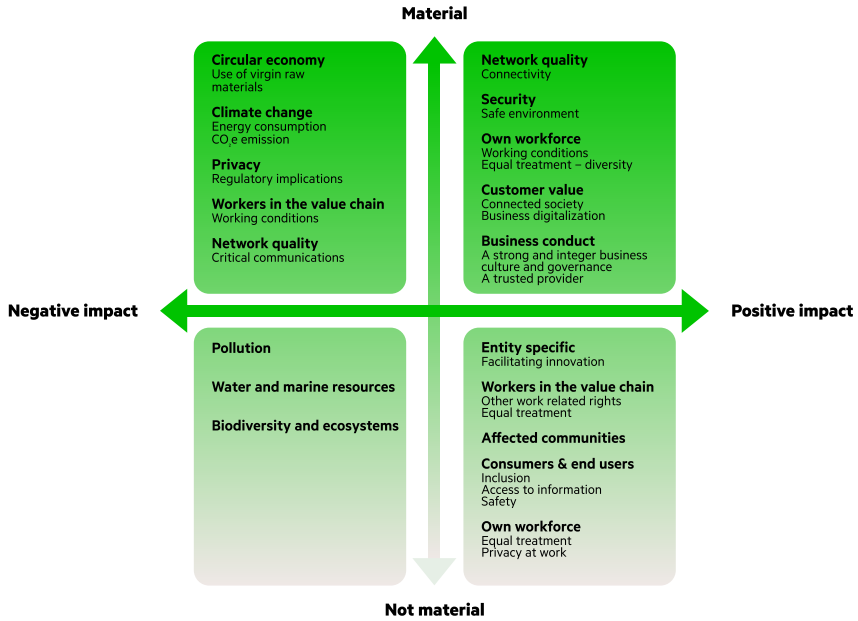 Material
Circular economy
Use of virgin raw
materials
Climate change
Energy consumption
CO₂e emission
Privacy
Regulatory implications
Workers in the value chain
Working conditions
Network quality
Critical communications
Network quality
Connectivity
Security
Safe environment
Own workforce
Working conditions
Equal treatment – diversity
Customer value
Connected society
Business digitalization
Business conduct
A strong and integer business
culture and governance
A trusted provider
Negative impact
Positive impact
Pollution
Water and marine resources
Biodiversity and ecosystems
Entity specific
Facilitating innovation
Workers in the value chain
Other work related rights
Equal treatment
Affected communities
Consumers & end users
Inclusion
Access to information
Safety
Own workforce
Equal treatment
Privacy at work
Not material